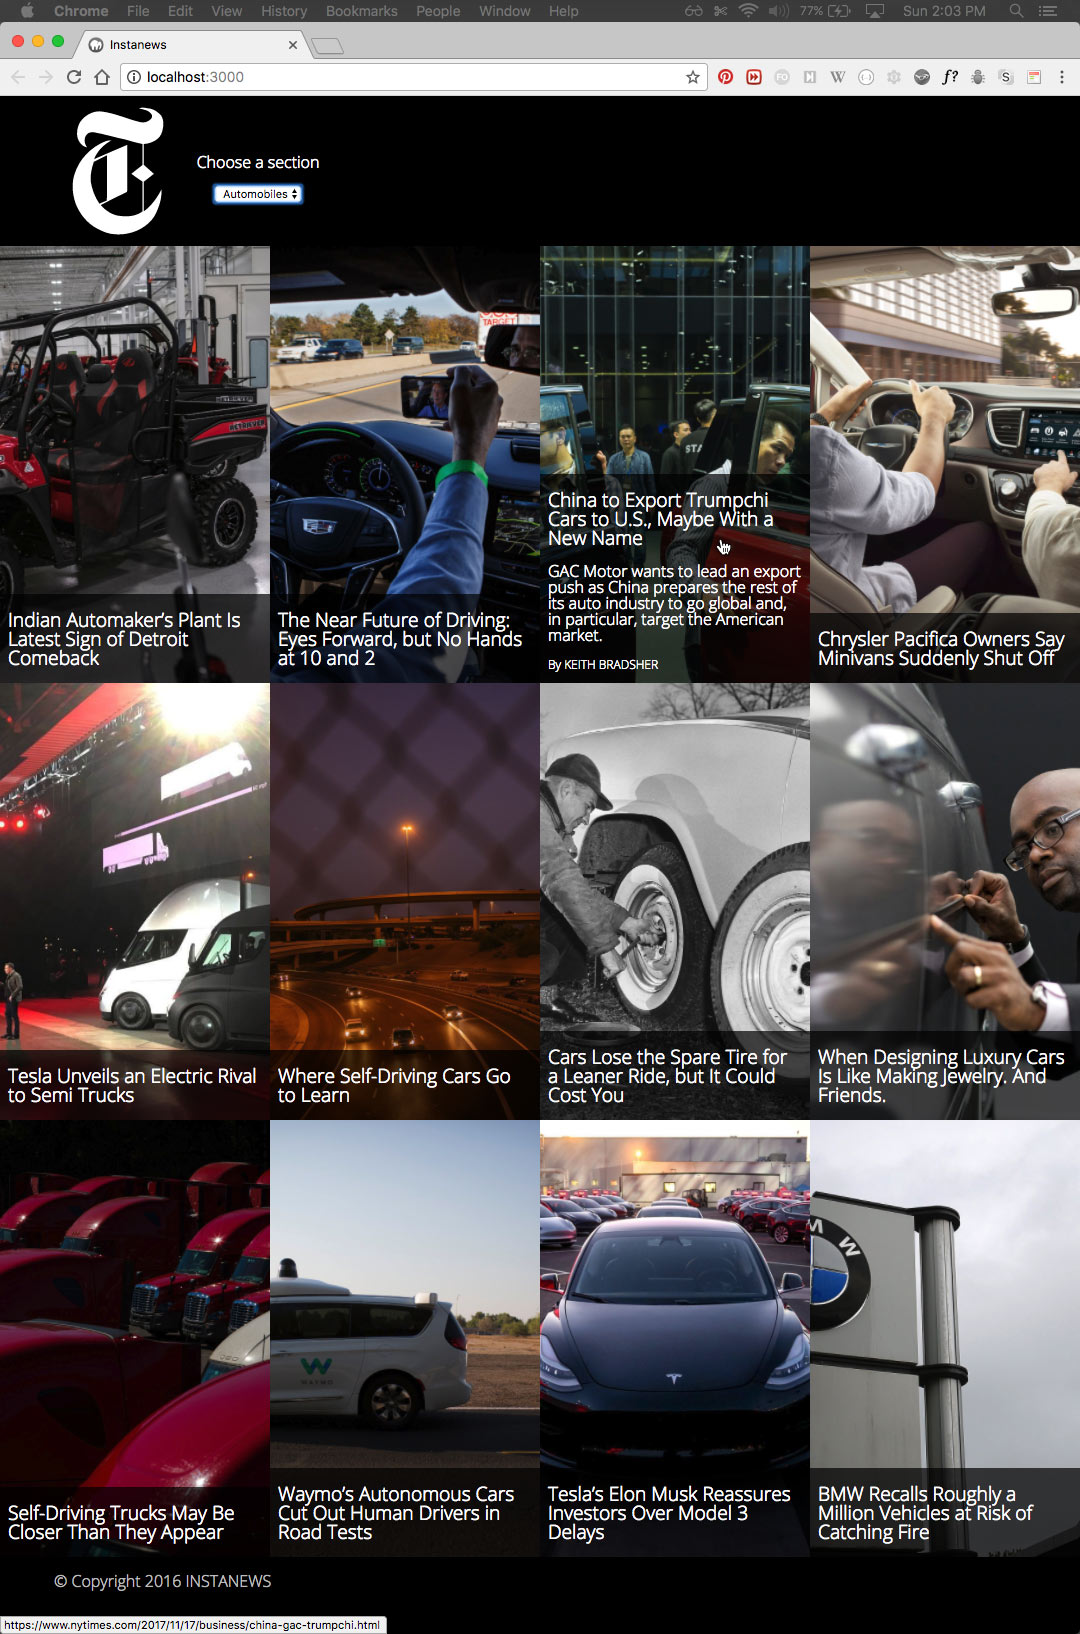 Chrome File Edit View History Bookmarks People Window Help 77% Sun 2:03 PM
Instanews
localhost:3000
Choose a section
Automobiles
TARGET
RETRIEVER
STA
Indian Automaker's Plant Is
Latest Sign of Detroit
Comeback
The Near Future of Driving:
Eyes Forward, but No Hands
at 10 and 2
China to Export Trumpchi
Cars to U.S., Maybe With a
New Name
GAC Motor wants to lead an export
push as China prepares the rest of
its auto industry to go global and,
in particular, target the American
market.
By KEITH BRADSHER
Chrysler Pacifica Owners Say
Minivans Suddenly Shut Off
Tesla Unveils an Electric Rival
to Semi Trucks
Where Self-Driving Cars Go
to Learn
Cars Lose the Spare Tire for
a Leaner Ride, but It Could
Cost You
When Designing Luxury Cars
Is Like Making Jewelry. And
Friends.
Self-Driving Trucks May Be
Closer Than They Appear
WAYMO
Waymo's Autonomous Cars
Cut Out Human Drivers in
Road Tests
Tesla's Elon Musk Reassures
Investors Over Model 3
Delays
M W
BMW Recalls Roughly a
Million Vehicles at Risk of
Catching Fire
© Copyright 2016 INSTANEWS
https://www.nytimes.com/2017/11/17/business/china-gac-trumpchi.html